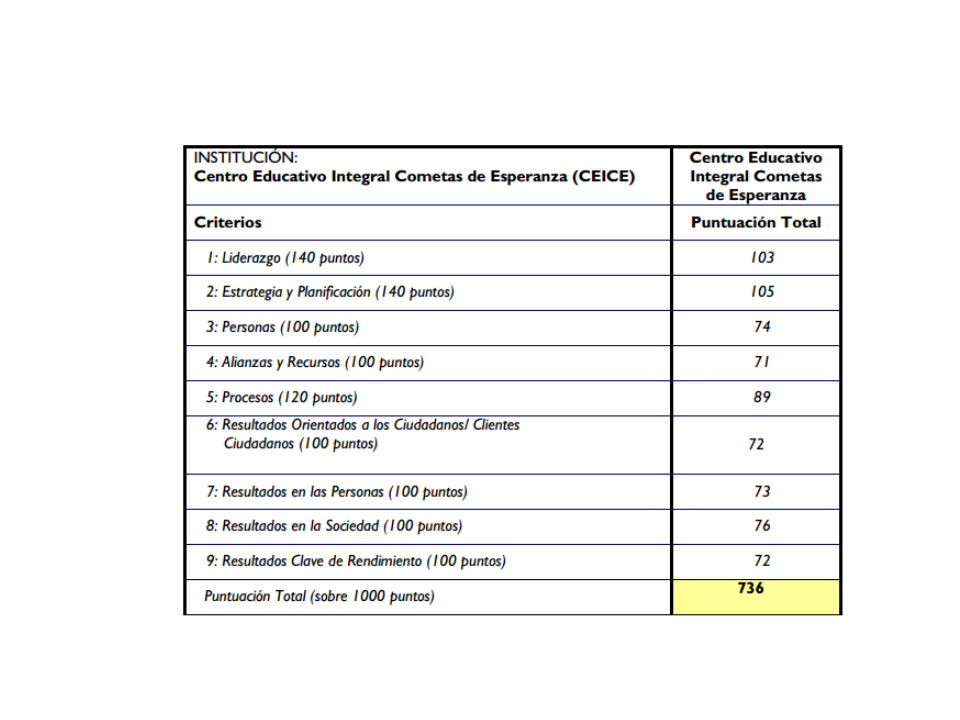 INSTITUCIÓN:
Centro Educativo Integral Cometas de Esperanza (CEICE)
Centro Educativo
Integral Cometas
de Esperanza
Criterios
Puntuación Total
1: Liderazgo (140 puntos)
103
2: Estrategia y Planificación (140 puntos)
105
3: Personas (100 puntos)
74
4: Alianzas y Recursos (100 puntos)
71
5: Procesos (120 puntos)
89
6: Resultados Orientados a los Ciudadanos/ Clientes
Ciudadanos (100 puntos)
72
7: Resultados en las Personas (100 puntos)
73
8: Resultados en la Sociedad (100 puntos)
76
9: Resultados Clave de Rendimiento (100 puntos)
72
Puntuación Total (sobre 1000 puntos)
736